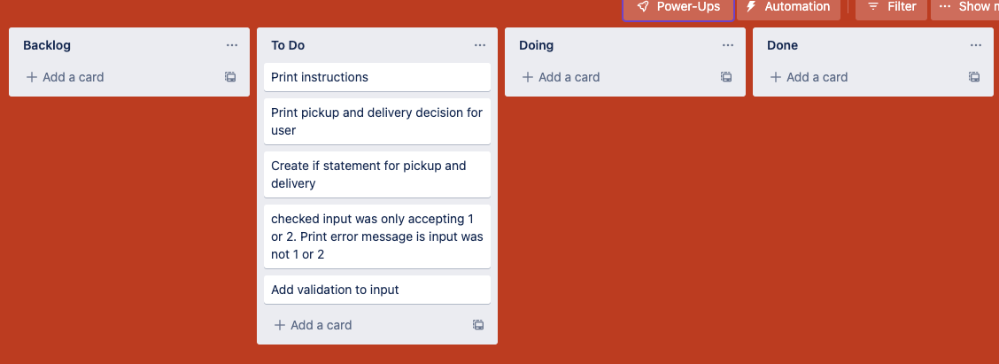 Power-Ups
Automation
Filter
Show
Backlog
Add a card
To Do
Print instructions
Print pickup and delivery decision for
user
Create if statement for pickup and
delivery
checked input was only accepting 1
or 2. Print error message is input was
not 1 or 2
Add validation to input
Add a card
Doing
Add a card
Done
Add a card